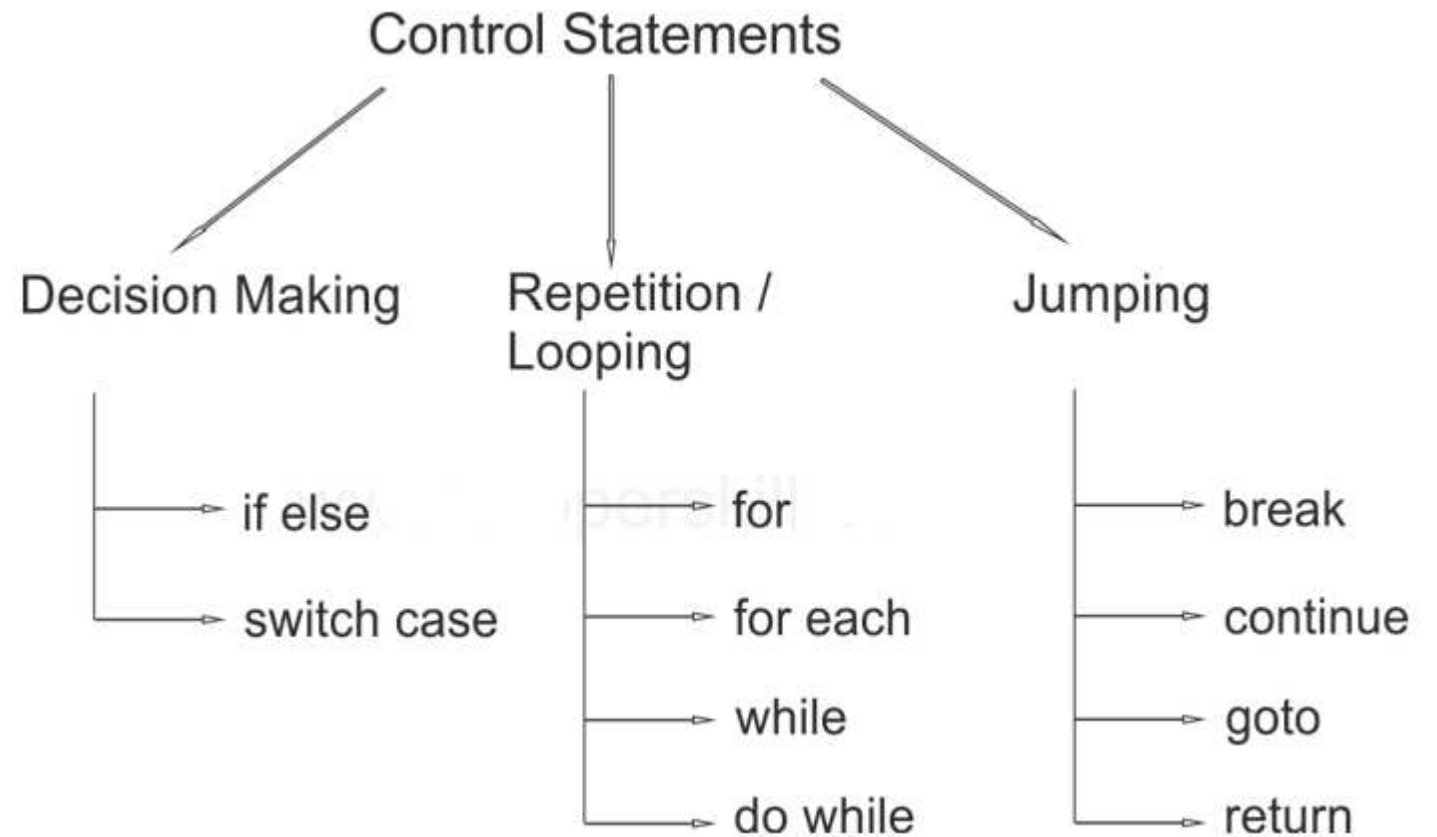 Control Statements
Decision Making
if else
switch case
Repetition /
Looping
for
for each
while
do while
Jumping
break
continue
goto
return